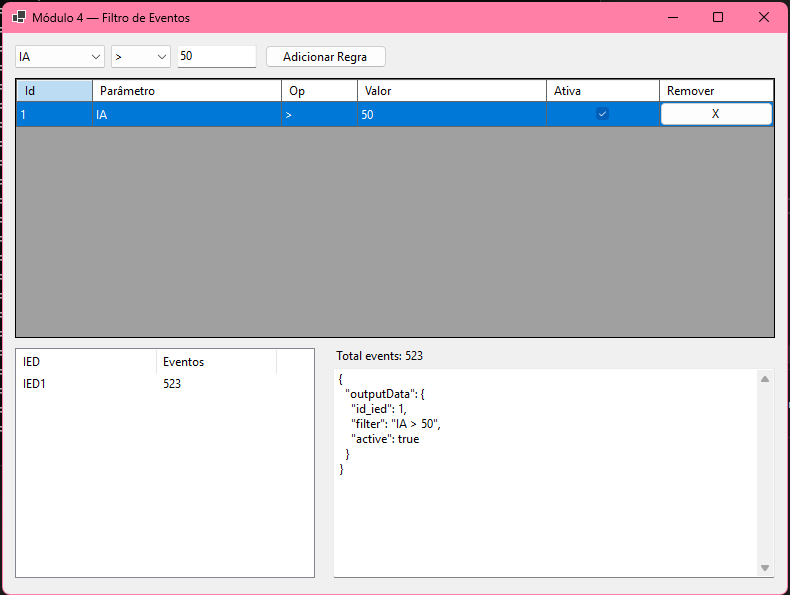 Módulo 4 — Filtro de Eventos
IA > 50 Adicionar Regra
Id Parâmetro Op Valor Ativa Remover
1 IA > 50 X
IED Eventos
IED1 523
Total events: 523
{
"outputData": {
"id_ied": 1,
"filter": "IA > 50",
"active": true
}
}